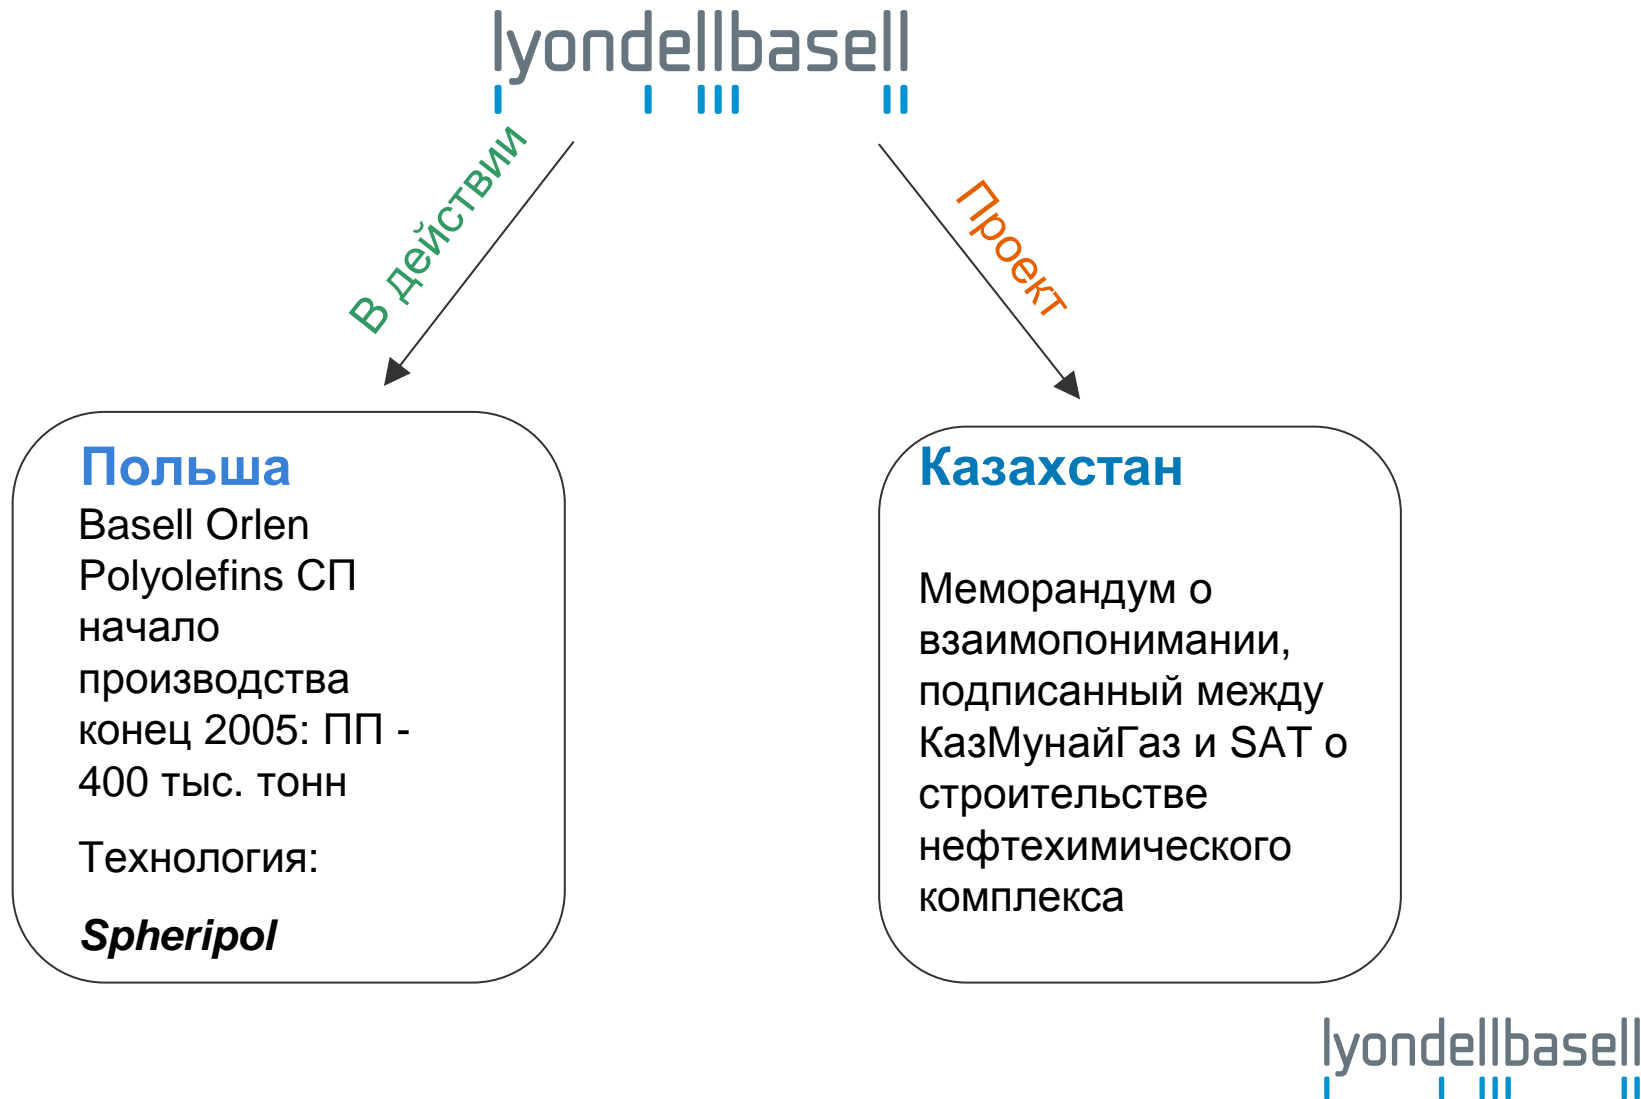 lyondellbasell
В действии
Проект
Польша
Basell Orlen
Polyolefins СП
начало
производства
конец 2005: ПП -
400 тыс. тонн
Технология:
Spheripol
Казахстан
Меморандум о
взаимопонимании,
подписанный между
КазМунайГаз и SAT о
строительстве
нефтехимического
комплекса
lyondellbasell